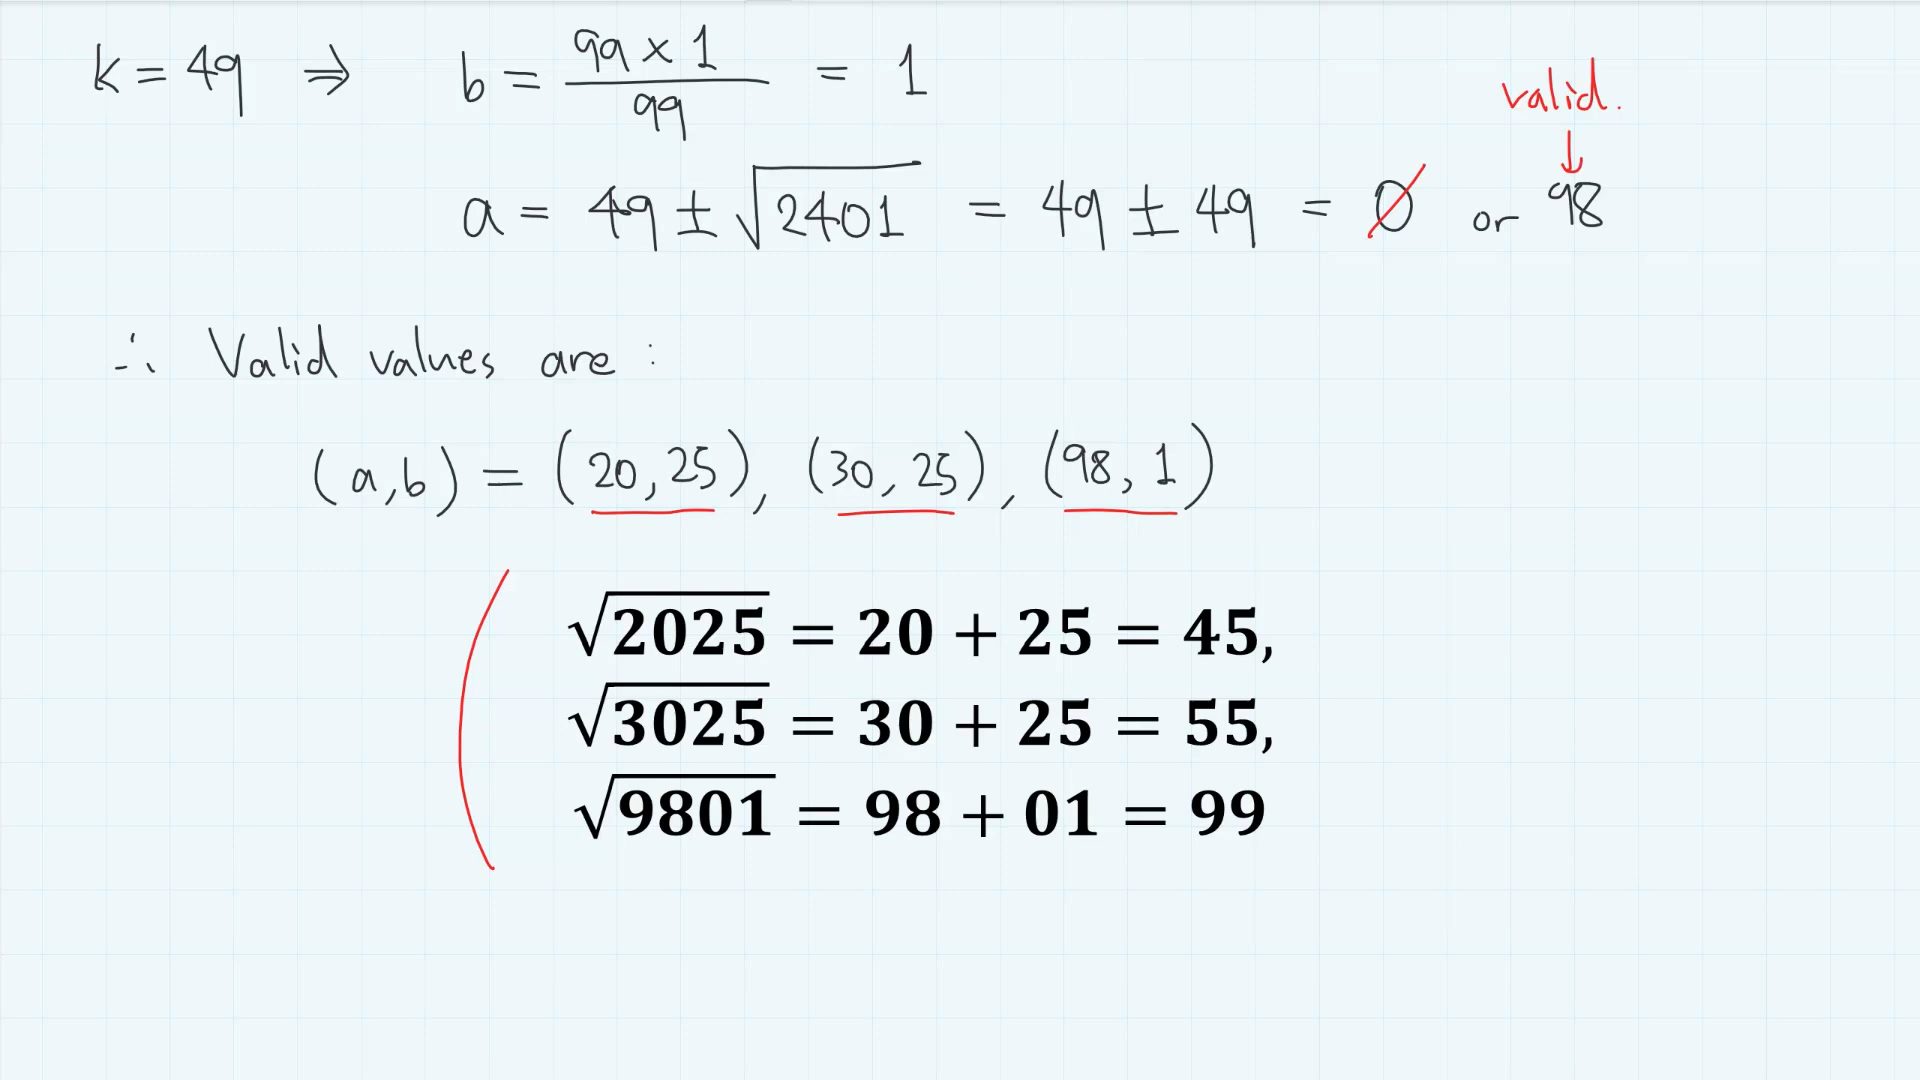 k = 49 ⇒ b = (99 × 1)/99 = 1
valid.
↓
a = 49 ± √2401 = 49 ± 49 = 0 or 98
∴ Valid values are :
(a,b) = (20, 25), (30, 25), (98, 1)
√2025 = 20 + 25 = 45,
√3025 = 30 + 25 = 55,
√9801 = 98 + 01 = 99